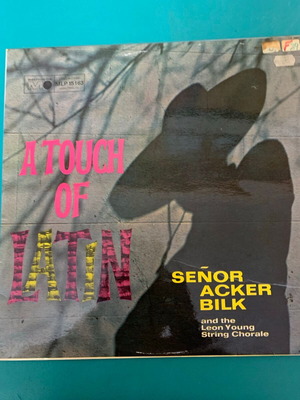 A TOUCH
OF
LATIN
SEÑOR
ACKER
BILK
and the
Leon Young
String Chorale